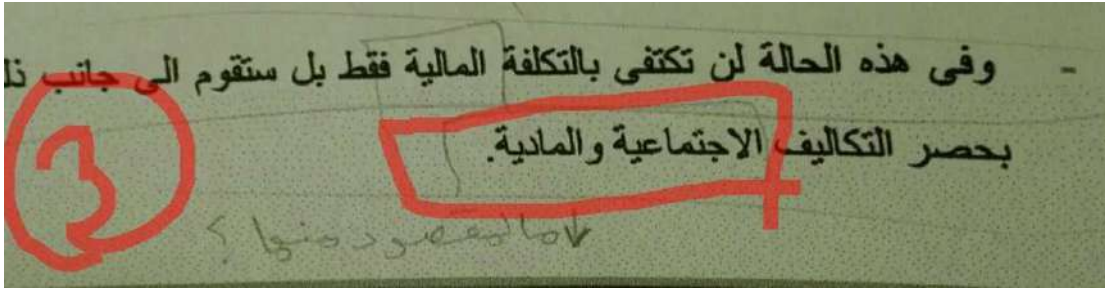 - وفى هذه الحالة لن تكتفى بالتكلفة المالية فقط بل ستقوم الى جانب
بحصر التكاليف الاجتماعية والمادية.
3
ما المقصود منها ؟